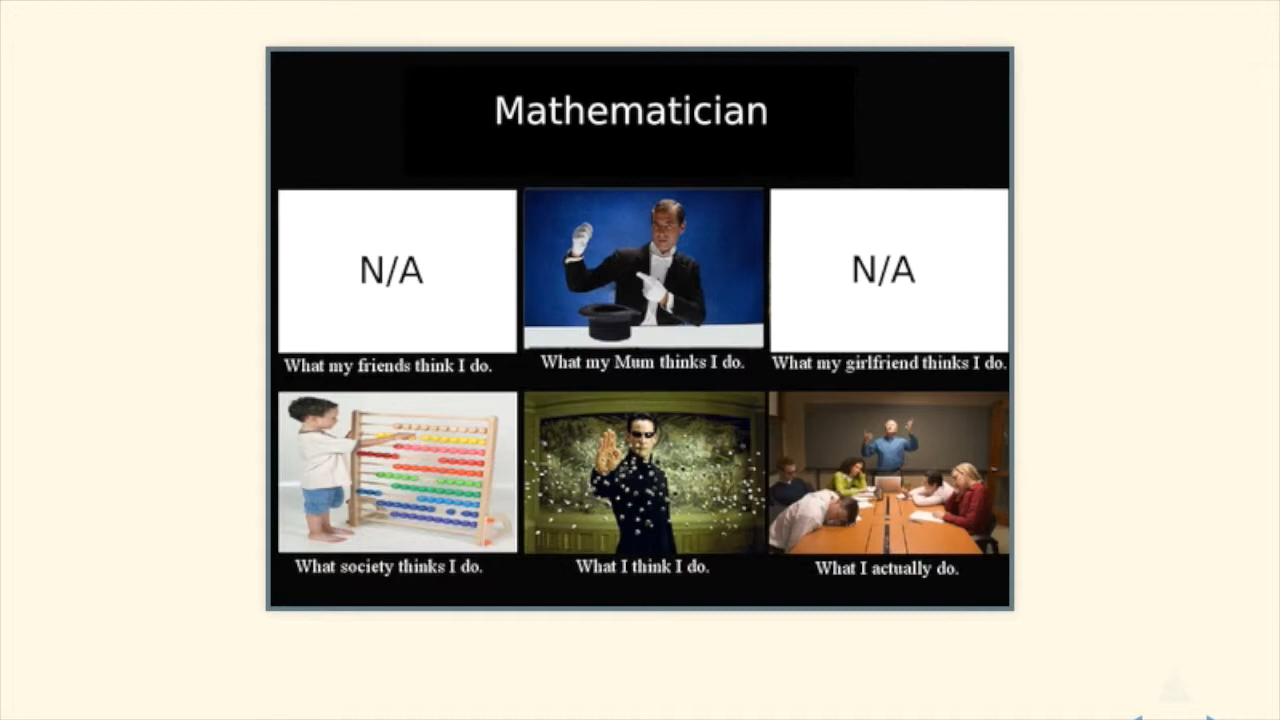 Mathematician
N/A
N/A
What my friends think I do.
What my Mum thinks I do.
What my girlfriend thinks I do.
What society thinks I do.
What I think I do.
What I actually do.